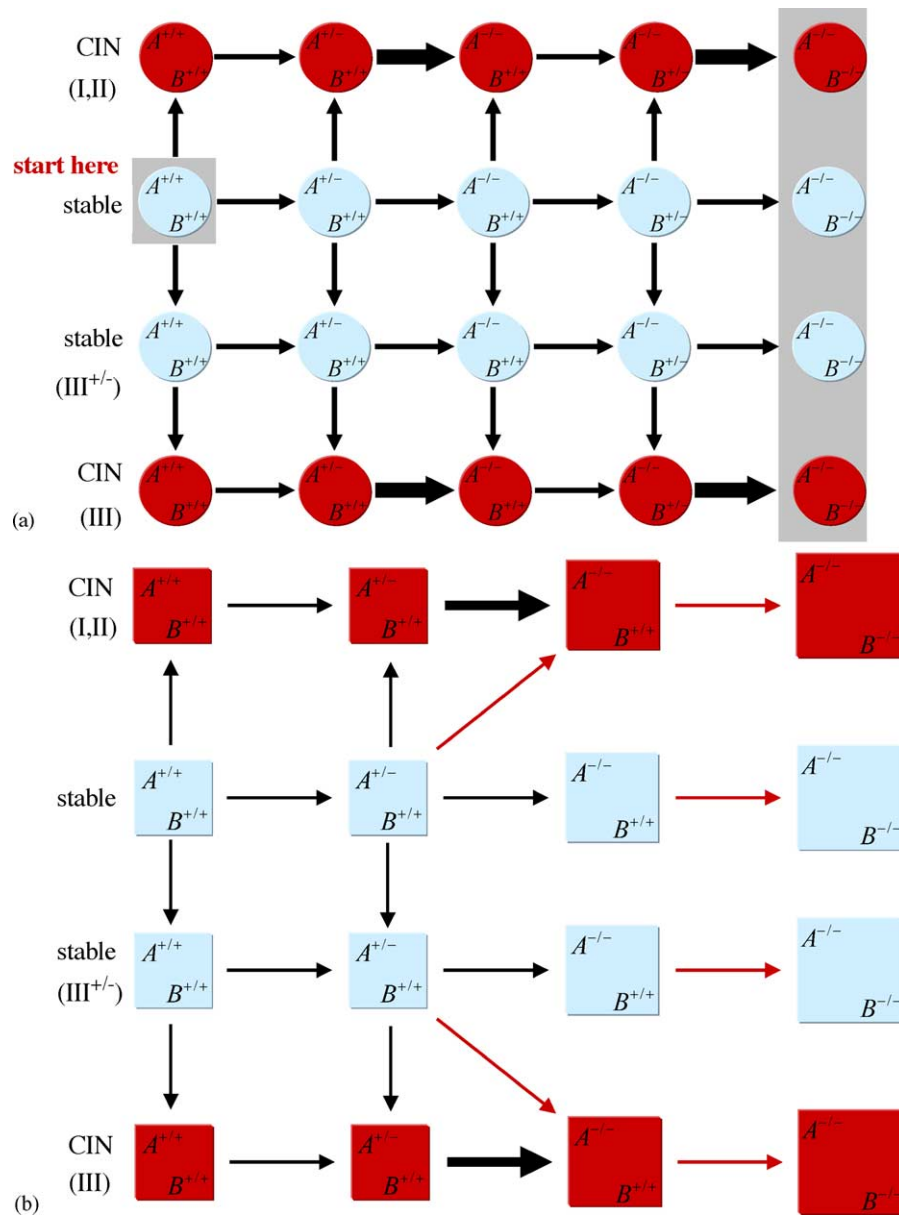 CIN
(I,II)
A+/+ B+/+
A+/− B+/+
A−/− B+/+
A−/− B+/−
A−/− B−/−
start here
stable
A+/+ B+/+
A+/− B+/+
A−/− B+/+
A−/− B+/−
A−/− B−/−
stable
(III+/-)
A+/+ B+/+
A+/− B+/+
A−/− B+/+
A−/− B+/−
A−/− B−/−
CIN
(III)
A+/+ B+/+
A+/− B+/+
A−/− B+/+
A−/− B+/−
A−/− B−/−
(a)
CIN
(I,II)
A+/+ B+/+
A+/− B+/+
A−/− B+/+
A−/− B−/−
stable
A+/+ B+/+
A+/− B+/+
A−/− B+/+
A−/− B−/−
stable
(III+/-)
A+/+ B+/+
A+/− B+/+
A−/− B+/+
A−/− B−/−
CIN
(III)
A+/+ B+/+
A+/− B+/+
A−/− B+/+
A−/− B−/−
(b)